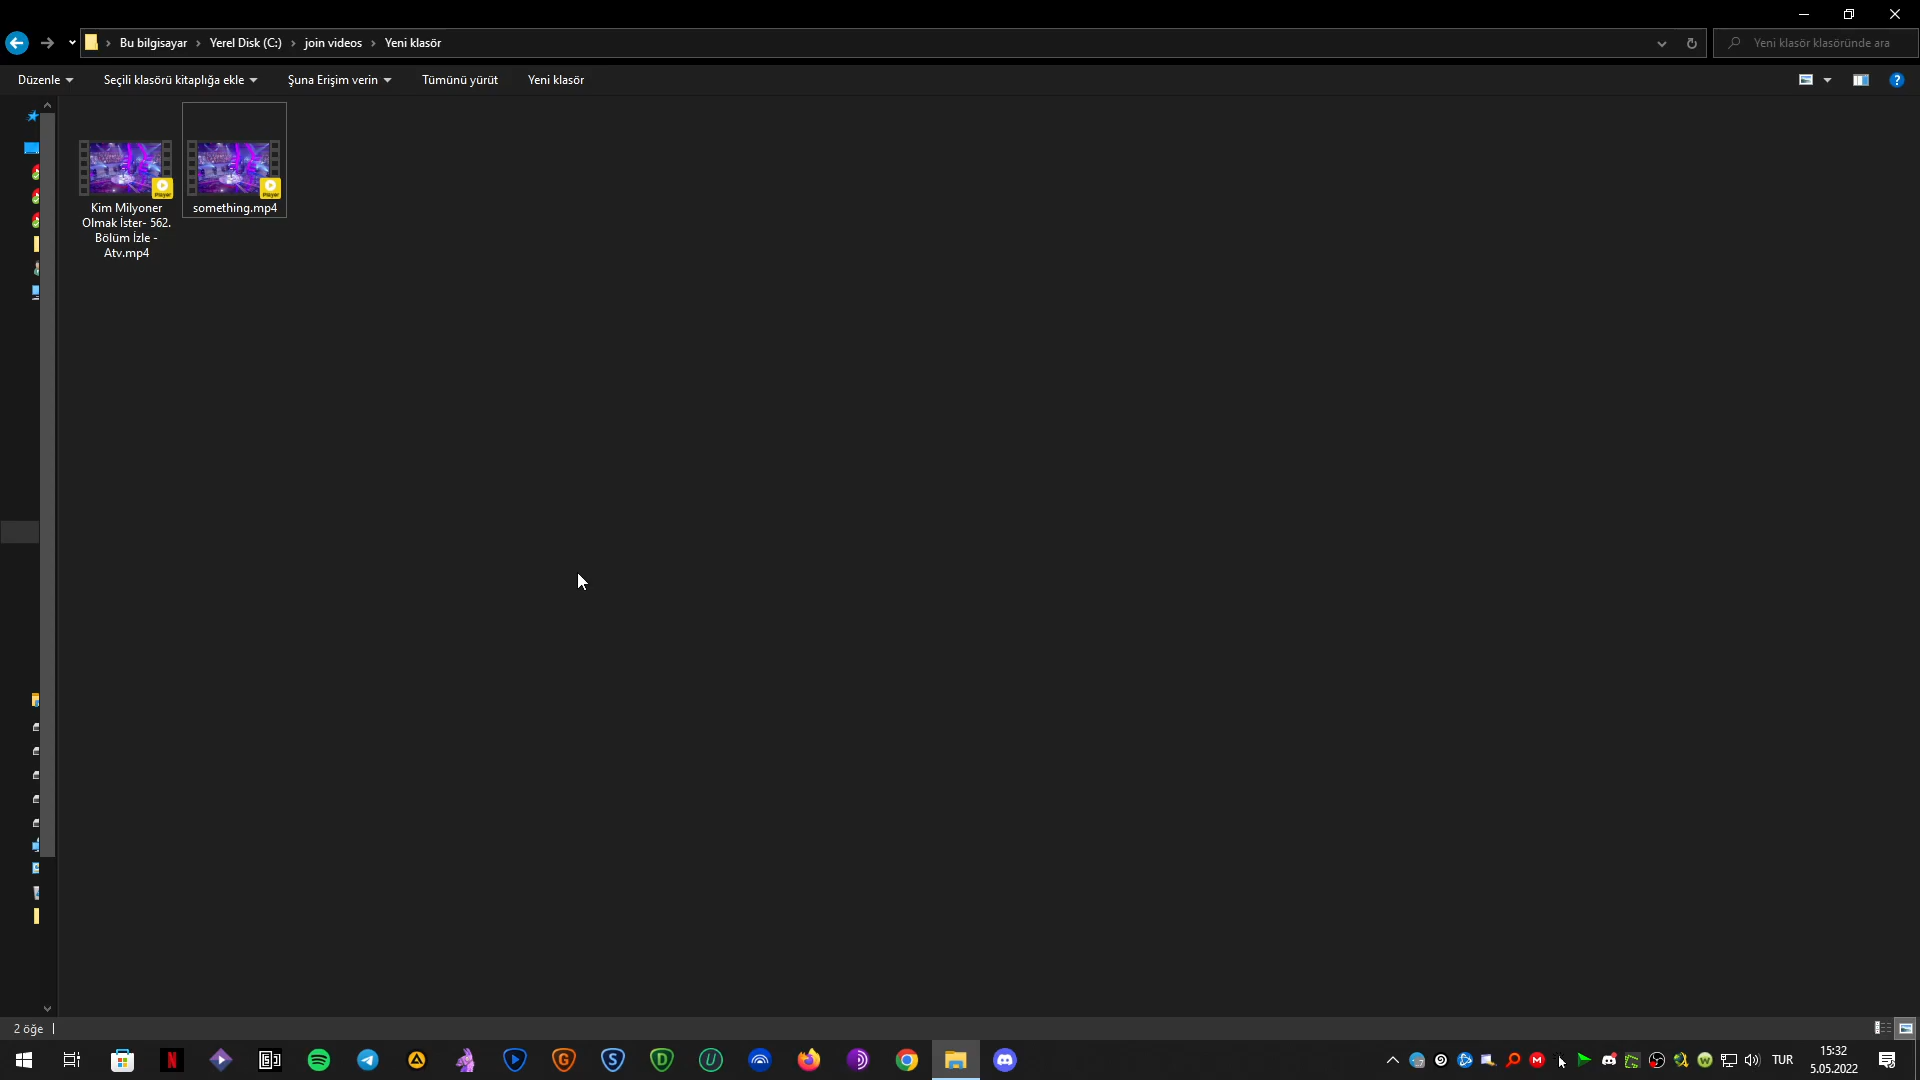 Bu bilgisayar › Yerel Disk (C:) › join videos › Yeni klasör
Yeni klasör klasöründe ara
Düzenle Seçili klasörü kitaplığa ekle Şuna Erişim verin Tümünü yürüt Yeni klasör
Kim Milyoner
Olmak İster- 562.
Bölüm İzle -
Atv.mp4
something.mp4
2 öğe
TUR
15:32
5.05.2022